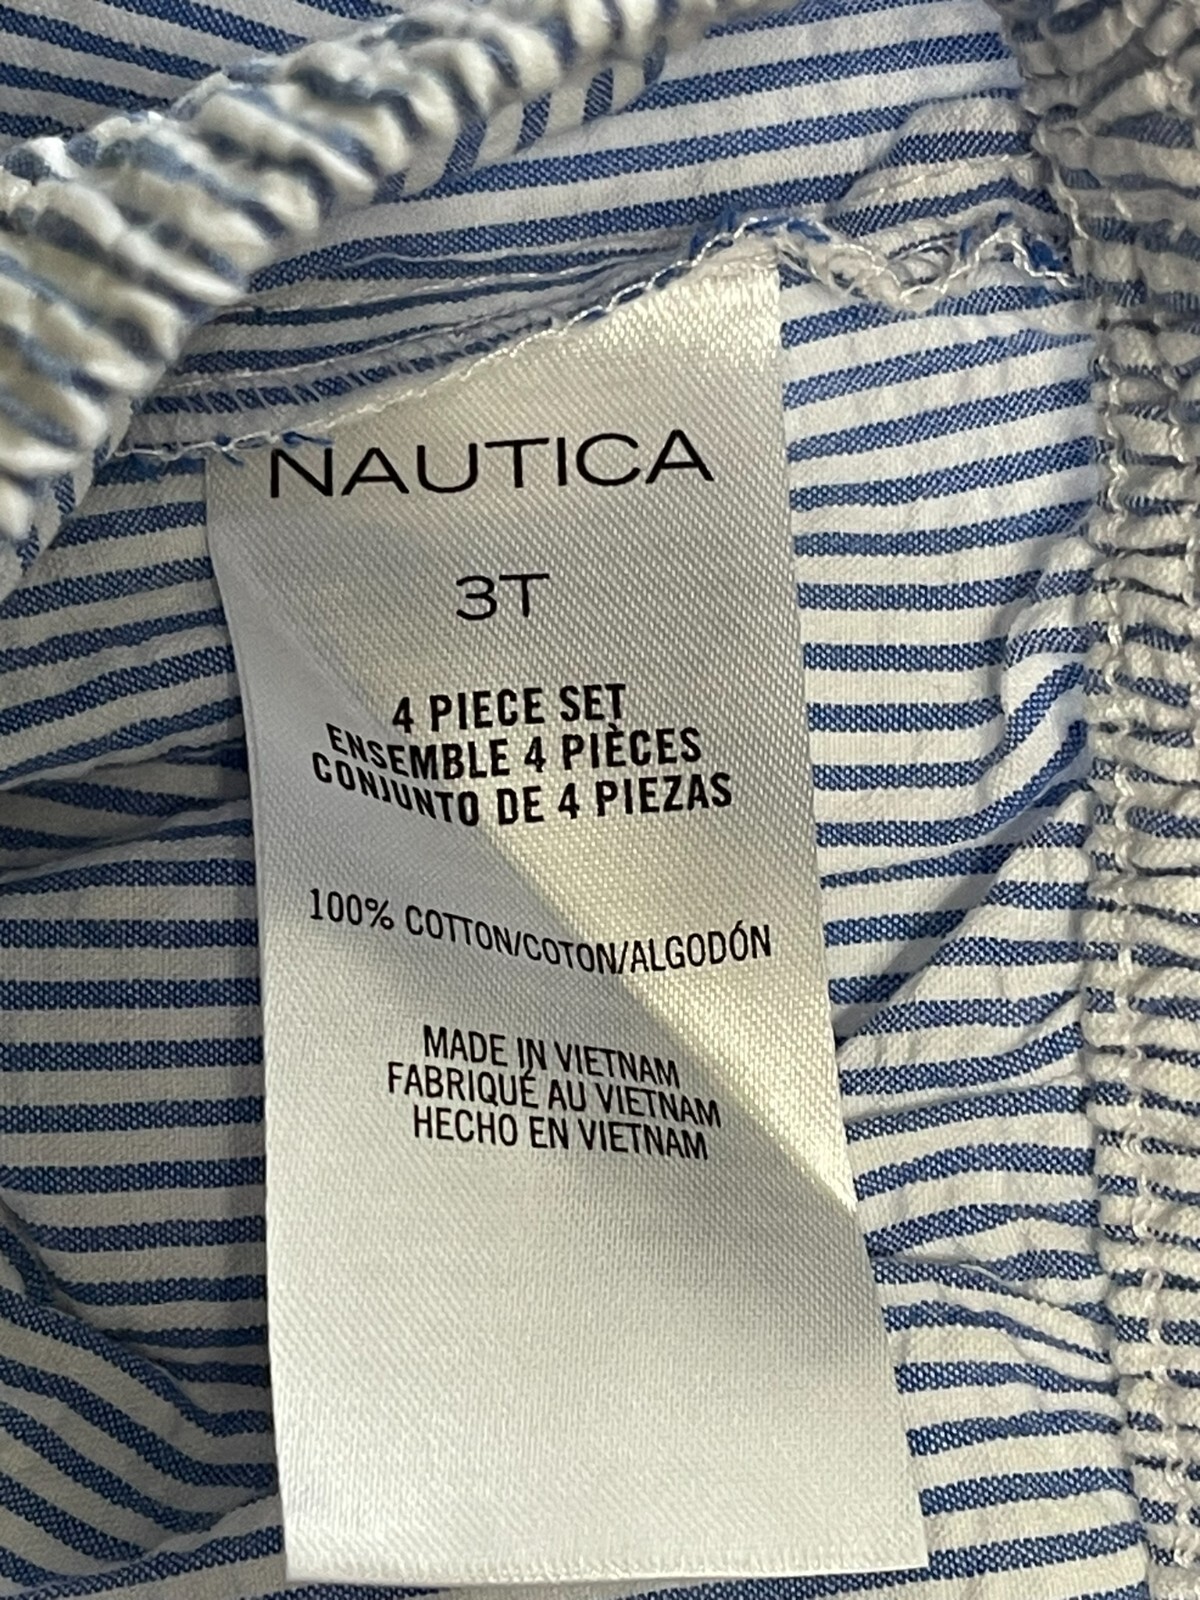 NAUTICA
3T
4 PIECE SET
ENSEMBLE 4 PIÈCES
CONJUNTO DE 4 PIEZAS
100% COTTON/COTON/ALGODÓN
MADE IN VIETNAM
FABRIQUÉ AU VIETNAM
HECHO EN VIETNAM